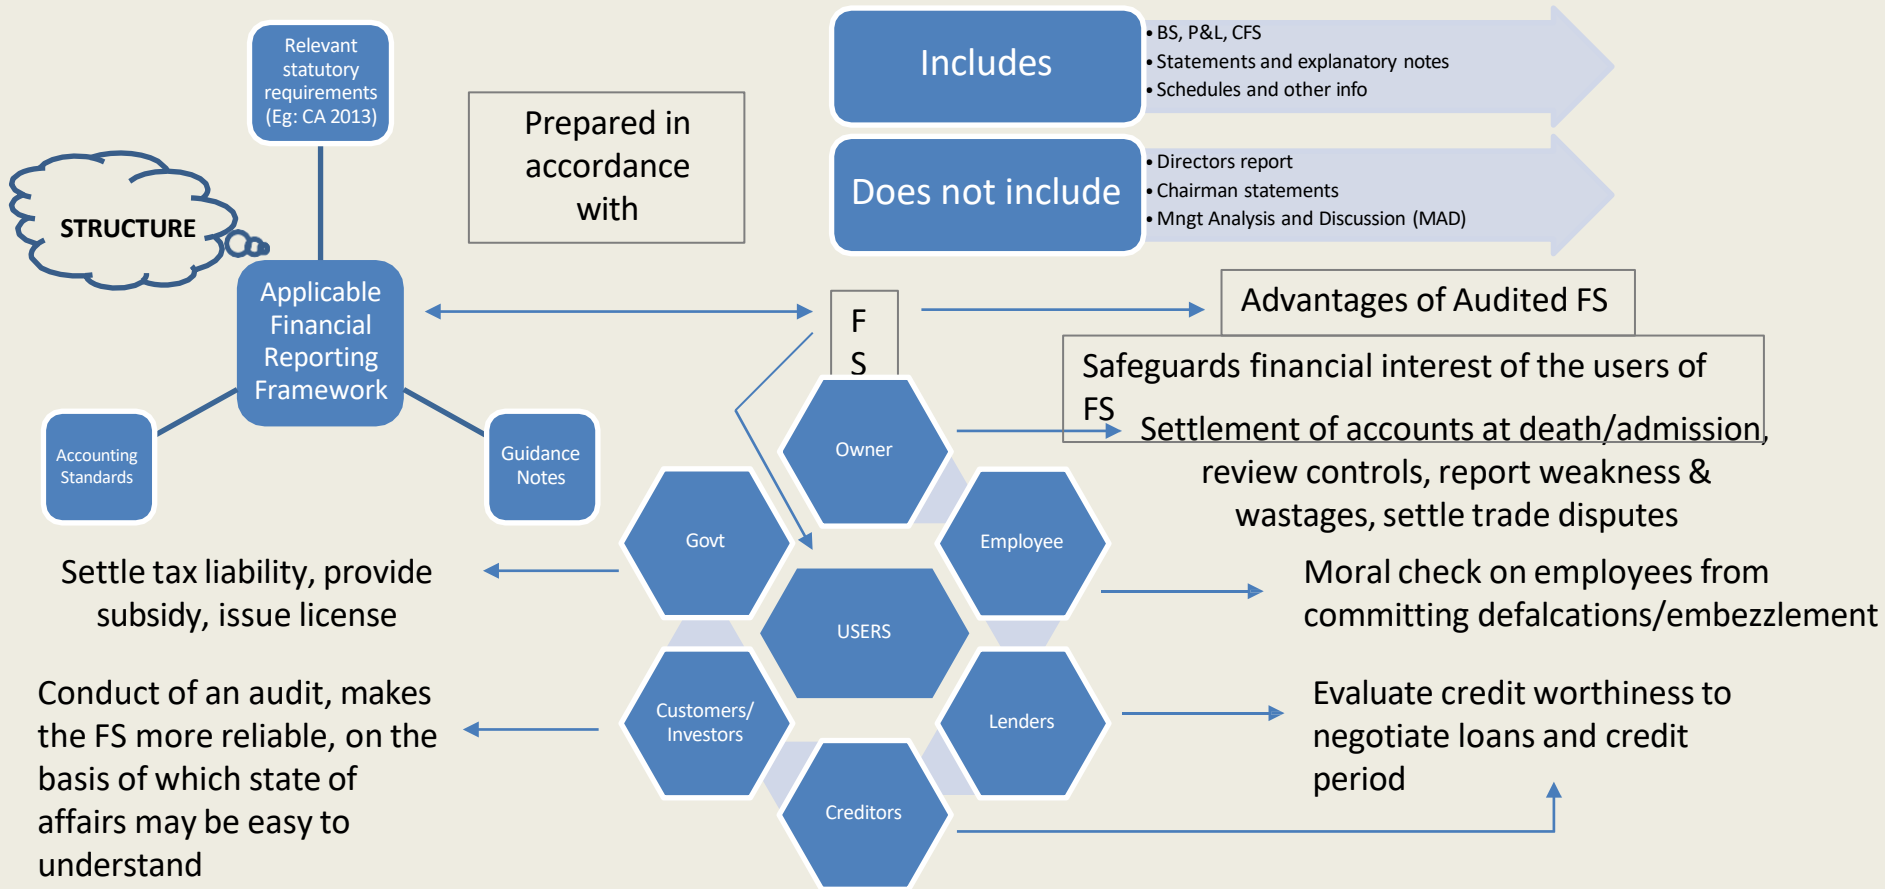 Relevant
statutory
requirements
(Eg: CA 2013)
STRUCTURE
Applicable
Financial
Reporting
Framework
Accounting
Standards
Guidance
Notes
Prepared in
accordance
with
Includes
• BS, P&L, CFS
• Statements and explanatory notes
• Schedules and other info
Does not include
• Directors report
• Chairman statements
• Mngt Analysis and Discussion (MAD)
F
S
Advantages of Audited FS
Safeguards financial interest of the users of
FS
Owner
Settlement of accounts at death/admission,
review controls, report weakness &
wastages, settle trade disputes
Govt
Employee
Settle tax liability, provide
subsidy, issue license
Moral check on employees from
committing defalcations/embezzlement
USERS
Customers/
Investors
Lenders
Conduct of an audit, makes
the FS more reliable, on the
basis of which state of
affairs may be easy to
understand
Evaluate credit worthiness to
negotiate loans and credit
period
Creditors